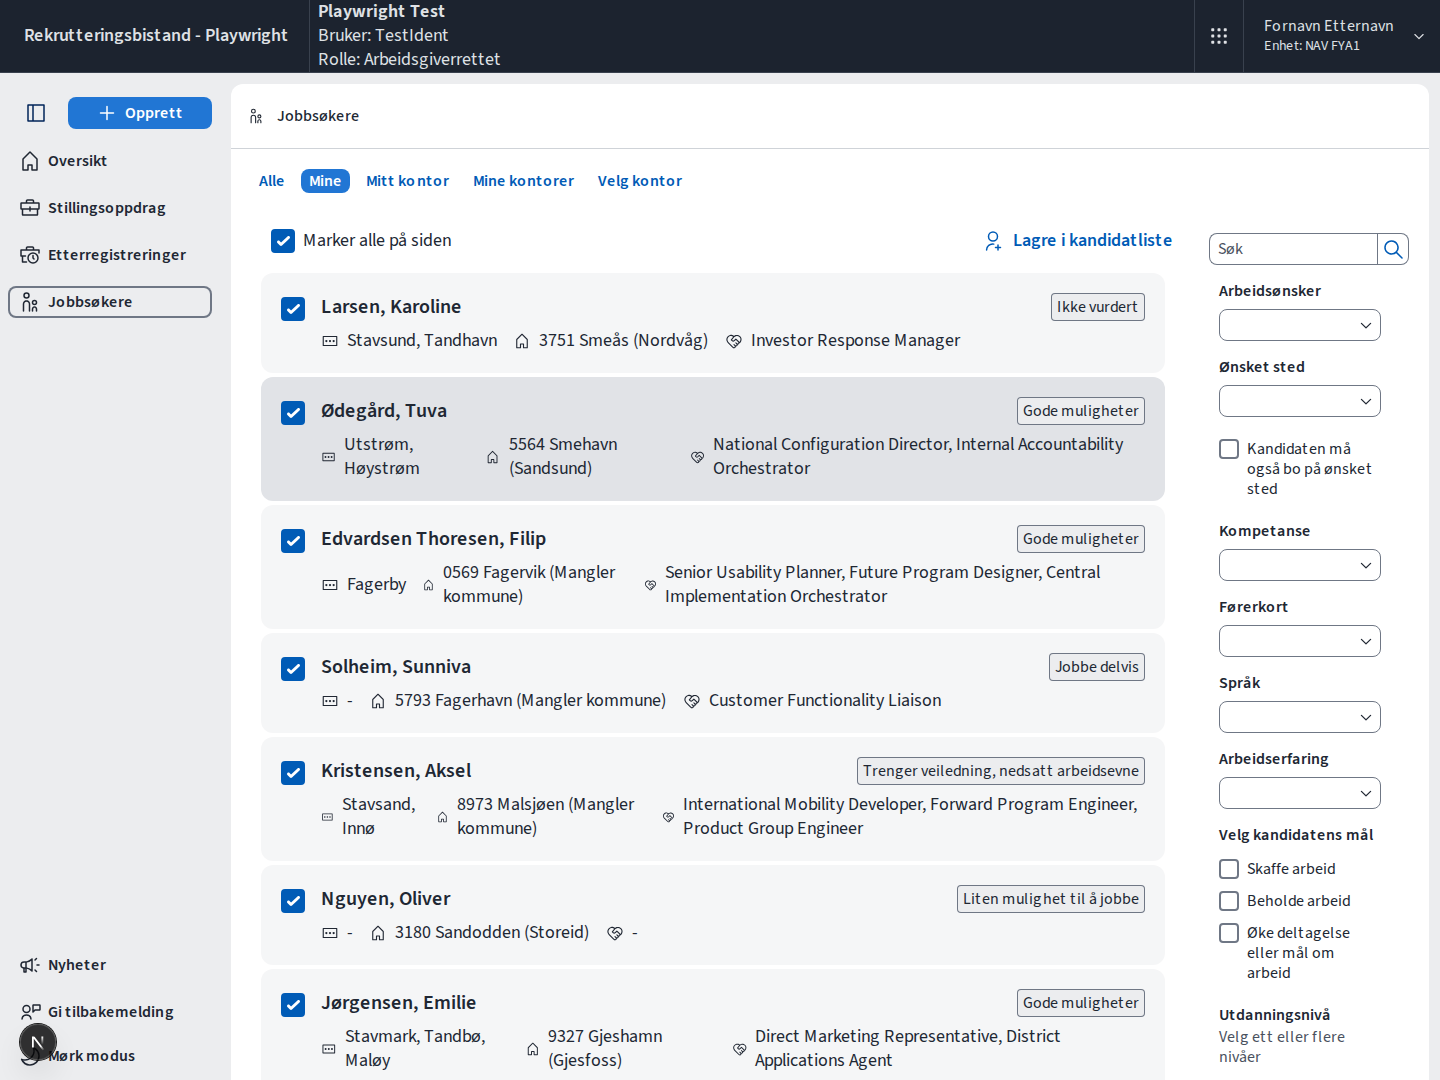 Rekrutteringsbistand - Playwright
Playwright Test
Bruker: TestIdent
Rolle: Arbeidsgiverrettet
Fornavn Etternavn
Enhet: NAV FYA1
Opprett
Oversikt
Stillingsoppdrag
Etterregistreringer
Jobbsøkere
Nyheter
Gi tilbakemelding
N
Mørk modus
Jobbsøkere
Alle
Mine
Mitt kontor
Mine kontorer
Velg kontor
Marker alle på siden
Lagre i kandidatliste
Larsen, Karoline
Ikke vurdert
Stavsund, Tandhavn
3751 Smeås (Nordvåg)
Investor Response Manager
Ødegård, Tuva
Gode muligheter
Utstrøm,
Høystrøm
5564 Smehavn
(Sandsund)
National Configuration Director, Internal Accountability
Orchestrator
Edvardsen Thoresen, Filip
Gode muligheter
Fagerby
0569 Fagervik (Mangler
kommune)
Senior Usability Planner, Future Program Designer, Central
Implementation Orchestrator
Solheim, Sunniva
Jobbe delvis
-
5793 Fagerhavn (Mangler kommune)
Customer Functionality Liaison
Kristensen, Aksel
Trenger veiledning, nedsatt arbeidsevne
Stavsand,
Innø
8973 Malsjøen (Mangler
kommune)
International Mobility Developer, Forward Program Engineer,
Product Group Engineer
Nguyen, Oliver
Liten mulighet til å jobbe
-
3180 Sandodden (Storeid)
-
Jørgensen, Emilie
Gode muligheter
Stavmark, Tandbø,
Maløy
9327 Gjeshamn
(Gjesfoss)
Direct Marketing Representative, District
Applications Agent
Søk
Arbeidsønsker
Ønsket sted
Kandidaten må
også bo på ønsket
sted
Kompetanse
Førerkort
Språk
Arbeidserfaring
Velg kandidatens mål
Skaffe arbeid
Beholde arbeid
Øke deltagelse
eller mål om
arbeid
Utdanningsnivå
Velg ett eller flere
nivåer